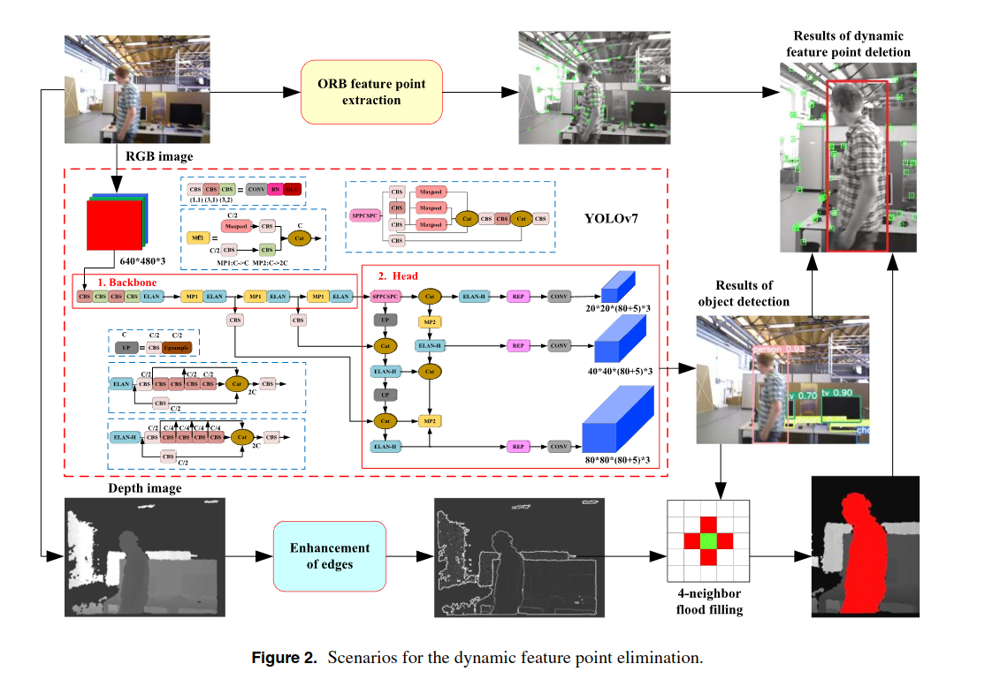 Results of dynamic
feature point deletion
ORB feature point
extraction
RGB image
YOLOv7
640*480*3
CBS CBS CBS = CONV BN
(1,1) (3,1) (3,2)
C/2
Maxpool CBS
C
=
Cat
C/2 CBS CBS
MP1:C->C MP2:C->2C
CBS Maxpool
CBS Maxpool
SPPCSPC
Cat CBS CBS Cat CBS
CBS Maxpool
CBS
1. Backbone
CBS CBS CBS CBS ELAN MP1 ELAN MP1 ELAN MP1 ELAN
CBS CBS
2. Head
SPPCSPC Cat ELAN-H REP CONV
20*20*(80+5)*3
UP MP2
Cat ELAN-H REP CONV
40*40*(80+5)*3
ELAN-H Cat
UP
Cat MP2
ELAN-H REP CONV
80*80*(80+5)*3
C C/2 C/2
UP = CBS Upsample
C/2 C/2 C/2
ELAN CBS CBS CBS CBS CBS Cat CBS
2C
CBS
C/2
C/2 C/4 C/4 C/4 C/4
ELAN-H CBS CBS CBS CBS CBS Cat CBS
2C
CBS
C/2
Results of
object detection
person 0.93
tv 0.70
tv 0.90
Depth image
Enhancement
of edges
4-neighbor
flood filling
Figure 2. Scenarios for the dynamic feature point elimination.